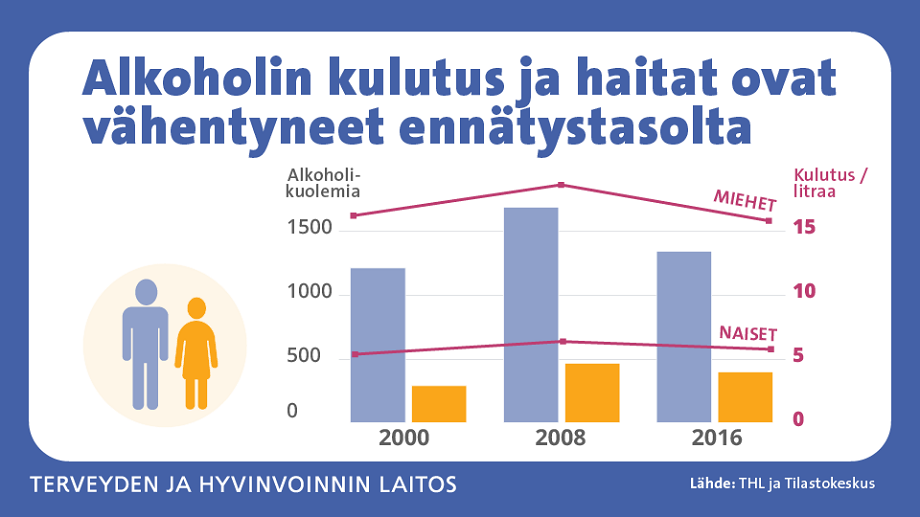 Alkoholin kulutus ja haitat ovat
vähentyneet ennätystasolta
Alkoholi-
kuolemia
Kulutus /
litraa
MIEHET
1500
15
1000
10
NAISET
500
5
0
0
2000
2008
2016
TERVEYDEN JA HYVINVOINNIN LAITOS
Lähde: THL ja Tilastokeskus